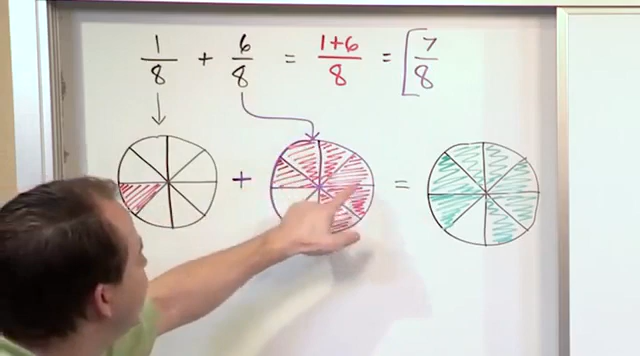 1/8 + 6/8 = 1+6/8 = [7/8
+ =